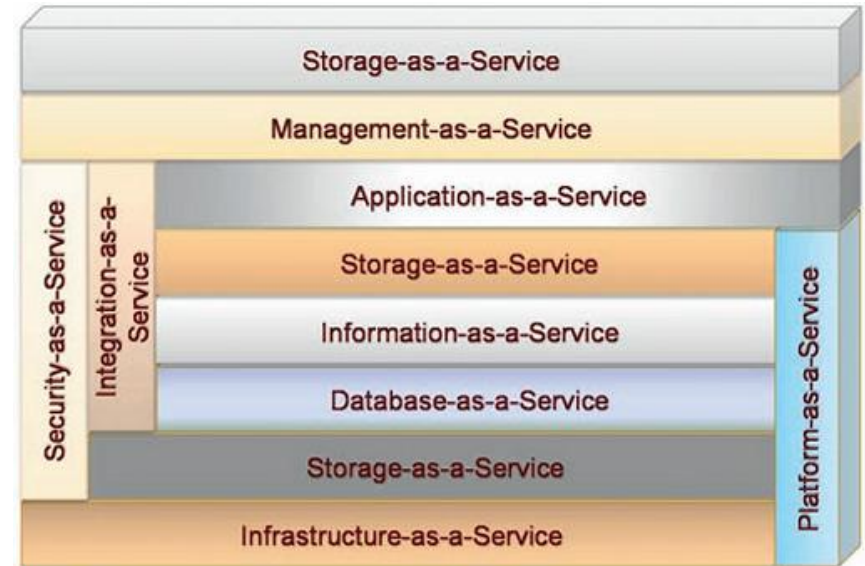 Storage-as-a-Service
Management-as-a-Service
Security-as-a-Service
Integration-as-a-
Service
Application-as-a-Service
Storage-as-a-Service
Information-as-a-Service
Database-as-a-Service
Storage-as-a-Service
Platform-as-a-Service
Infrastructure-as-a-Service